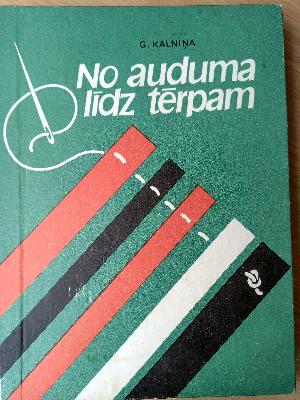 G. KALNIŅA
No auduma
līdz tērpam